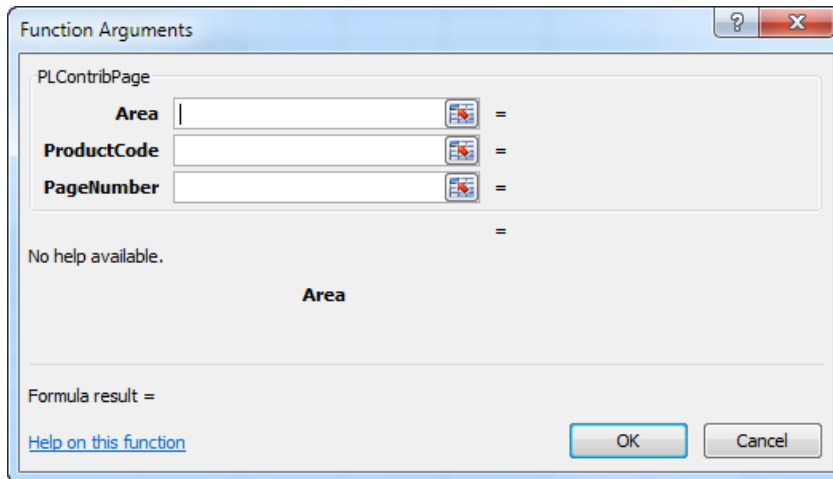 Function Arguments
PLContribPage
Area =
ProductCode =
PageNumber =
=
No help available.
Area
Formula result =
Help on this function OK Cancel